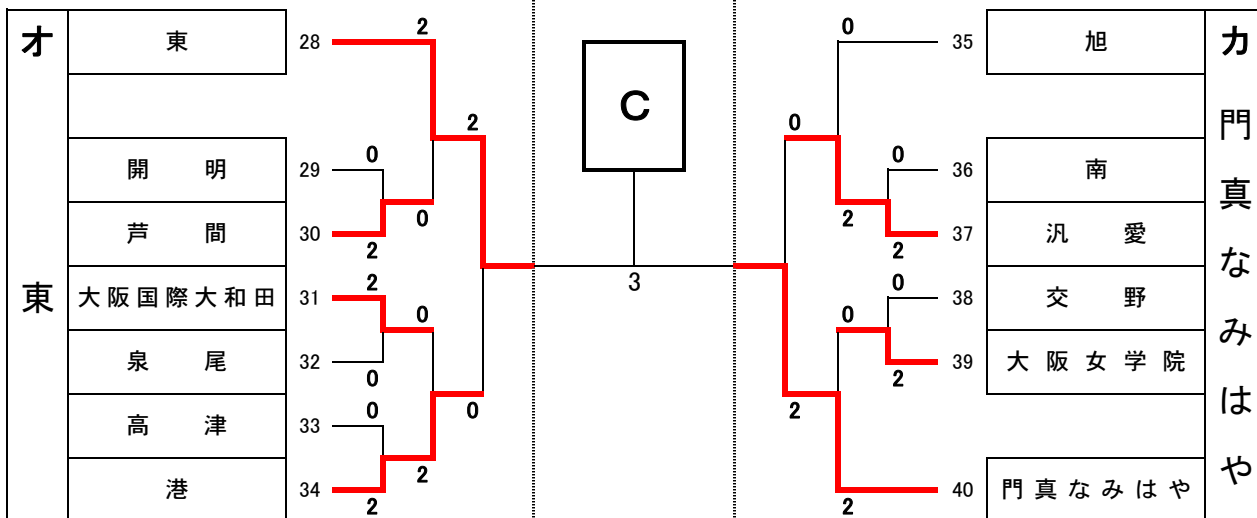 オ
東
東 28
開明 29
芦間 30
大阪国際大和田 31
泉尾 32
高津 33
港 34
2
0
2
2
0
0
2
0
0
2
2
0
C
3
0
0
2
0
2
0
2
0
2
2
35 旭
36 南
37 汎愛
38 交野
39 大阪女学院
40 門真なみはや
カ
門真なみはや